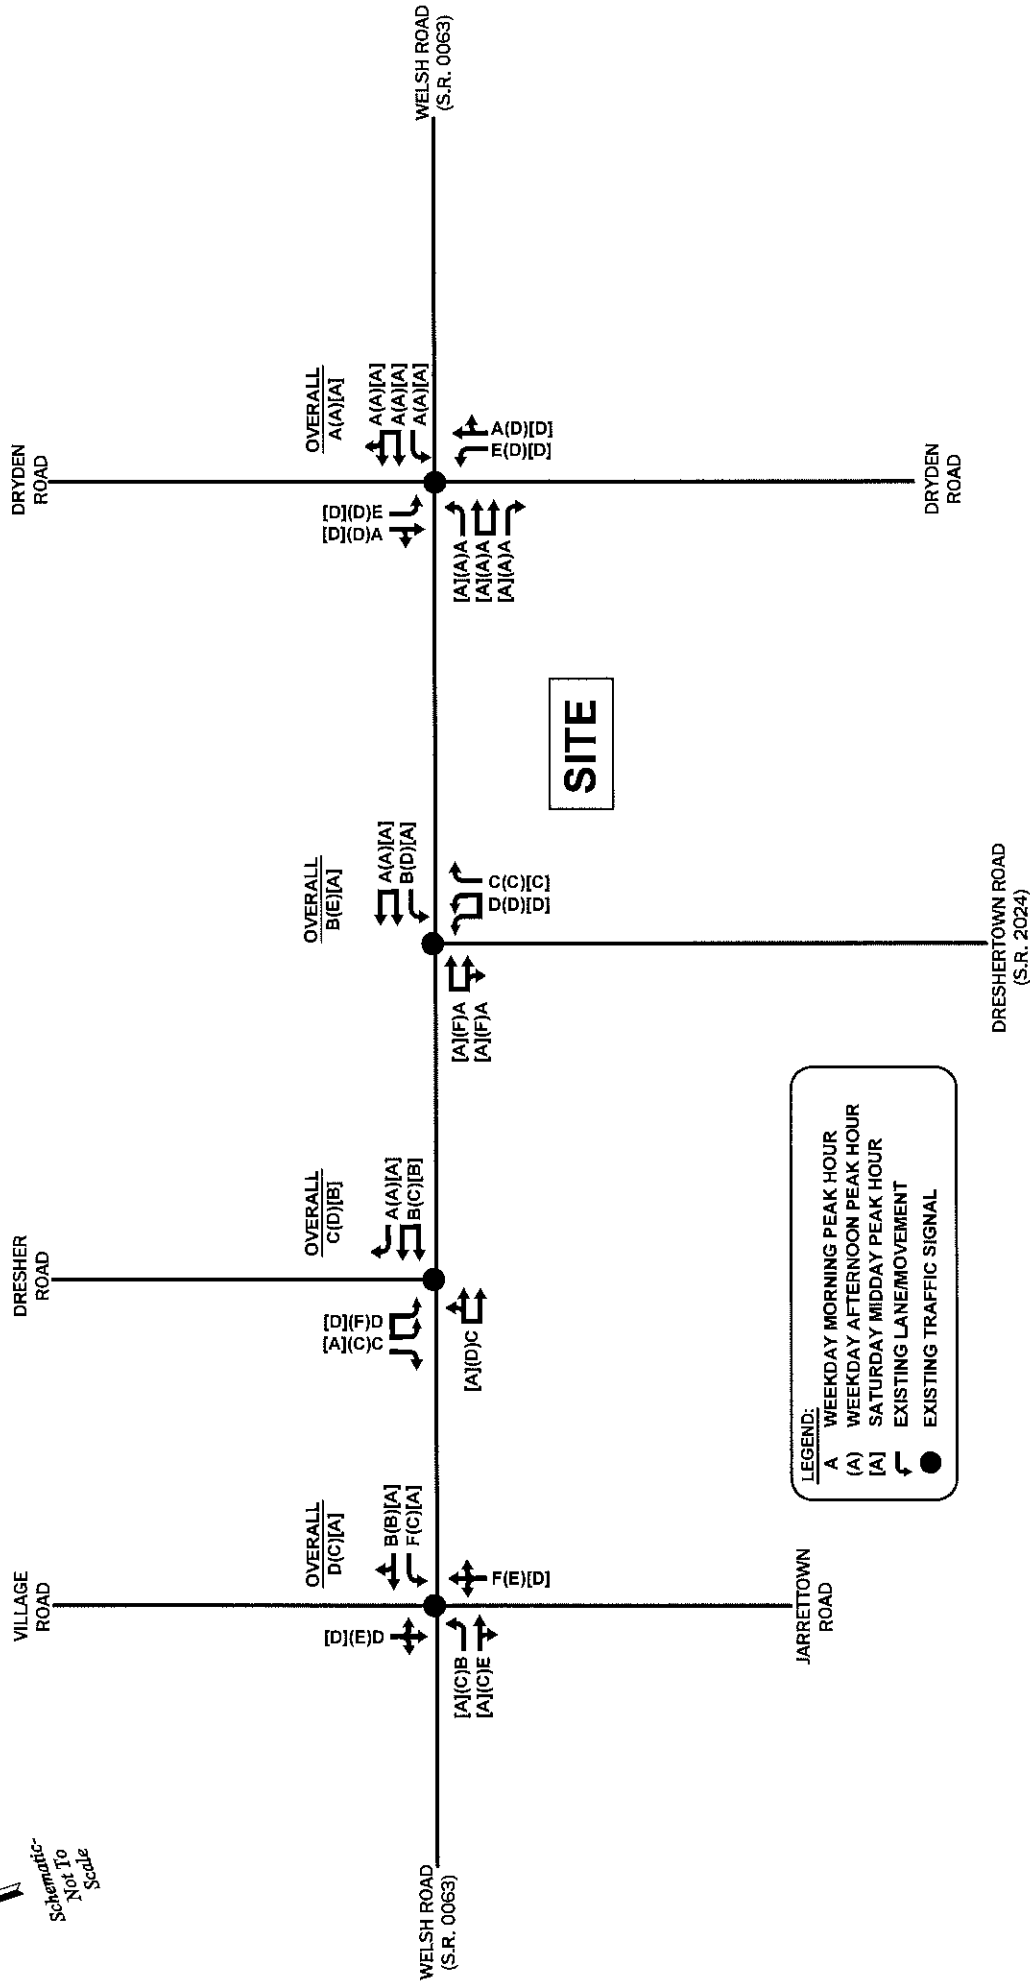 Schematic-
Not To
Scale
WELSH ROAD
(S.R. 0063)
VILLAGE
ROAD
OVERALL
D(C)[A]
B(B)[A]
F(C)[A]
[D](E)D
[A](C)B
[A](C)E
F(E)[D]
JARRETTOWN
ROAD
DRESHER
ROAD
OVERALL
C(D)[B]
A(A)[A]
B(C)[B]
[D](F)D
[A](C)C
[A](D)C
OVERALL
B(E)[A]
A(A)[A]
B(D)[A]
[A](F)A
[A](F)A
C(C)[C]
D(D)[D]
DRESHERTOWN ROAD
(S.R. 2024)
SITE
DRYDEN
ROAD
OVERALL
A(A)[A]
A(A)[A]
A(A)[A]
A(A)[A]
[D](D)E
[D](D)A
[A](A)A
[A](A)A
[A](A)A
A(D)[D]
E(D)[D]
DRYDEN
ROAD
WELSH ROAD
(S.R. 0063)
LEGEND:
A WEEKDAY MORNING PEAK HOUR
(A) WEEKDAY AFTERNOON PEAK HOUR
[A] SATURDAY MIDDAY PEAK HOUR
EXISTING LANE/MOVEMENT
EXISTING TRAFFIC SIGNAL